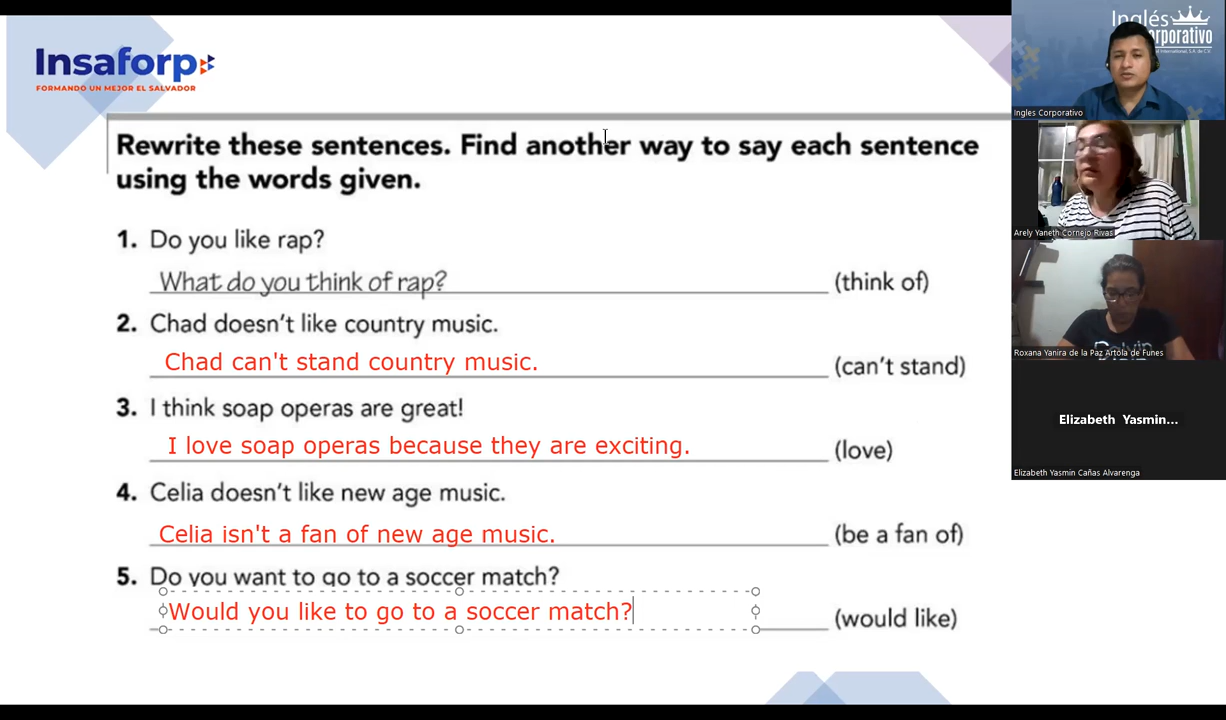 Insaforp
FORMANDO UN MEJOR EL SALVADOR
Rewrite these sentences. Find another way to say each sentence
using the words given.
1. Do you like rap?
What do you think of rap? (think of)
2. Chad doesn't like country music.
Chad can't stand country music. (can't stand)
3. I think soap operas are great!
I love soap operas because they are exciting. (love)
4. Celia doesn't like new age music.
Celia isn't a fan of new age music. (be a fan of)
5. Do you want to go to a soccer match?
Would you like to go to a soccer match? (would like)
Inglés
Corporativo
Ingles Corporativo
Arely Yaneth Cornejo Rivas
Roxana Yanira de la Paz Artola de Funes
Elizabeth Yasmin...
Elizabeth Yasmin Cañas Alvarenga